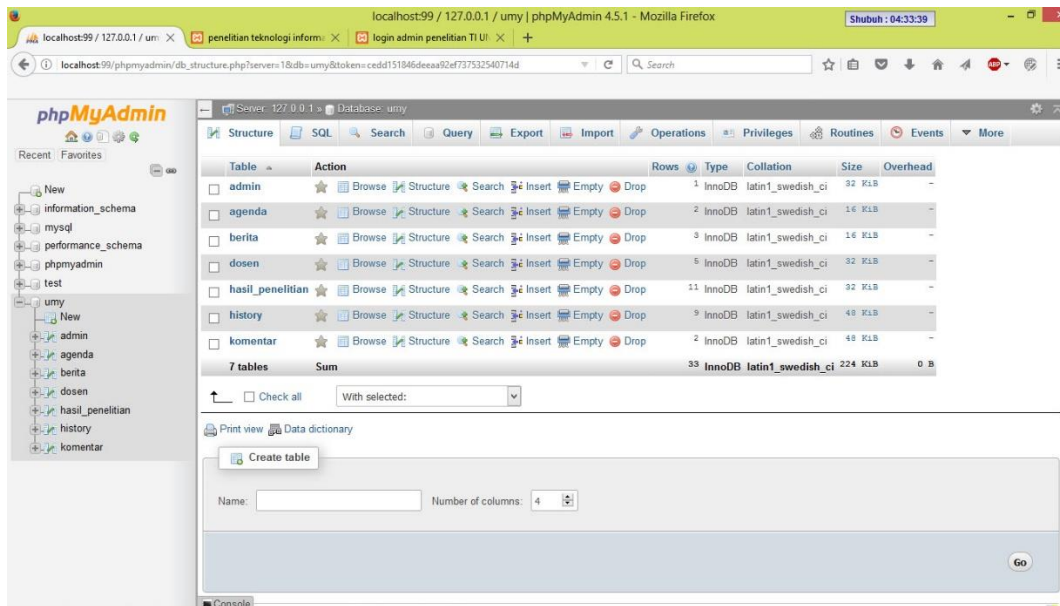 localhost:99 / 127.0.0.1 / umy | phpMyAdmin 4.5.1 - Mozilla Firefox
Shubuh : 04:33:39
localhost:99 / 127.0.0.1 / um
penelitian teknologi informa
login admin penelitian TI UI
localhost:99/phpmyadmin/db_structure.php?server=1&db=umy&token=cedd151846deeaa92ef737532540714d
Search
ABP
phpMyAdmin
Recent Favorites
New
information_schema
mysql
performance_schema
phpmyadmin
test
umy
New
admin
agenda
berita
dosen
hasil_penelitian
history
komentar
Server: 127.0.0.1 » Database: umy
Structure SQL Search Query Export Import Operations Privileges Routines Events More
Table Action Rows Type Collation Size Overhead
admin Browse Structure Search Insert Empty Drop 1 InnoDB latin1_swedish_ci 32 KiB -
agenda Browse Structure Search Insert Empty Drop 2 InnoDB latin1_swedish_ci 16 KiB -
berita Browse Structure Search Insert Empty Drop 3 InnoDB latin1_swedish_ci 16 KiB -
dosen Browse Structure Search Insert Empty Drop 5 InnoDB latin1_swedish_ci 32 KiB -
hasil_penelitian Browse Structure Search Insert Empty Drop 11 InnoDB latin1_swedish_ci 32 KiB -
history Browse Structure Search Insert Empty Drop 9 InnoDB latin1_swedish_ci 48 KiB -
komentar Browse Structure Search Insert Empty Drop 2 InnoDB latin1_swedish_ci 48 KiB -
7 tables Sum 33 InnoDB latin1_swedish_ci 224 KiB 0 B
Check all With selected:
Print view Data dictionary
Create table
Name: Number of columns: 4
Go
Console